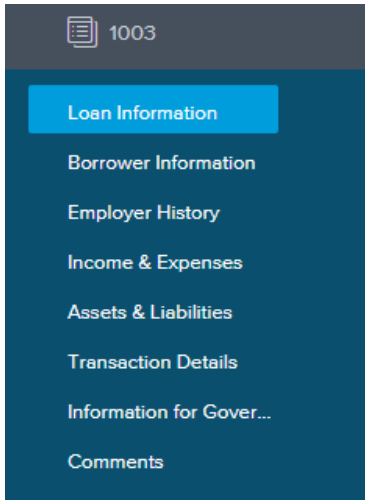 1003
Loan Information
Borrower Information
Employer History
Income & Expenses
Assets & Liabilities
Transaction Details
Information for Gover...
Comments